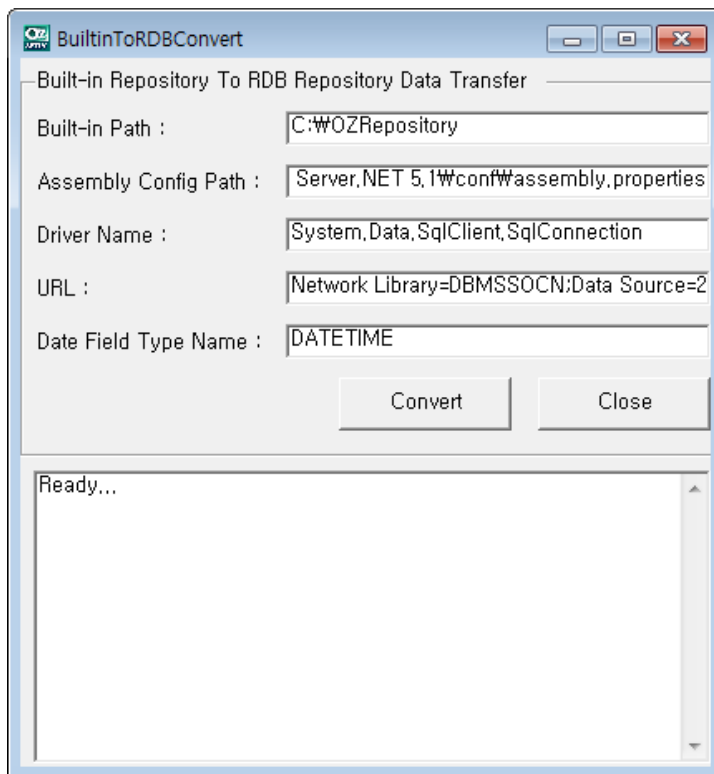 OZ
BuiltinToRDBConvert
Built-in Repository To RDB Repository Data Transfer
Built-in Path :
C:₩OZRepository
Assembly Config Path :
Server,NET 5,1₩conf₩assembly,properties
Driver Name :
System,Data,SqlClient,SqlConnection
URL :
Network Library=DBMSSOCN;Data Source=2
Date Field Type Name :
DATETIME
Convert
Close
Ready,,,